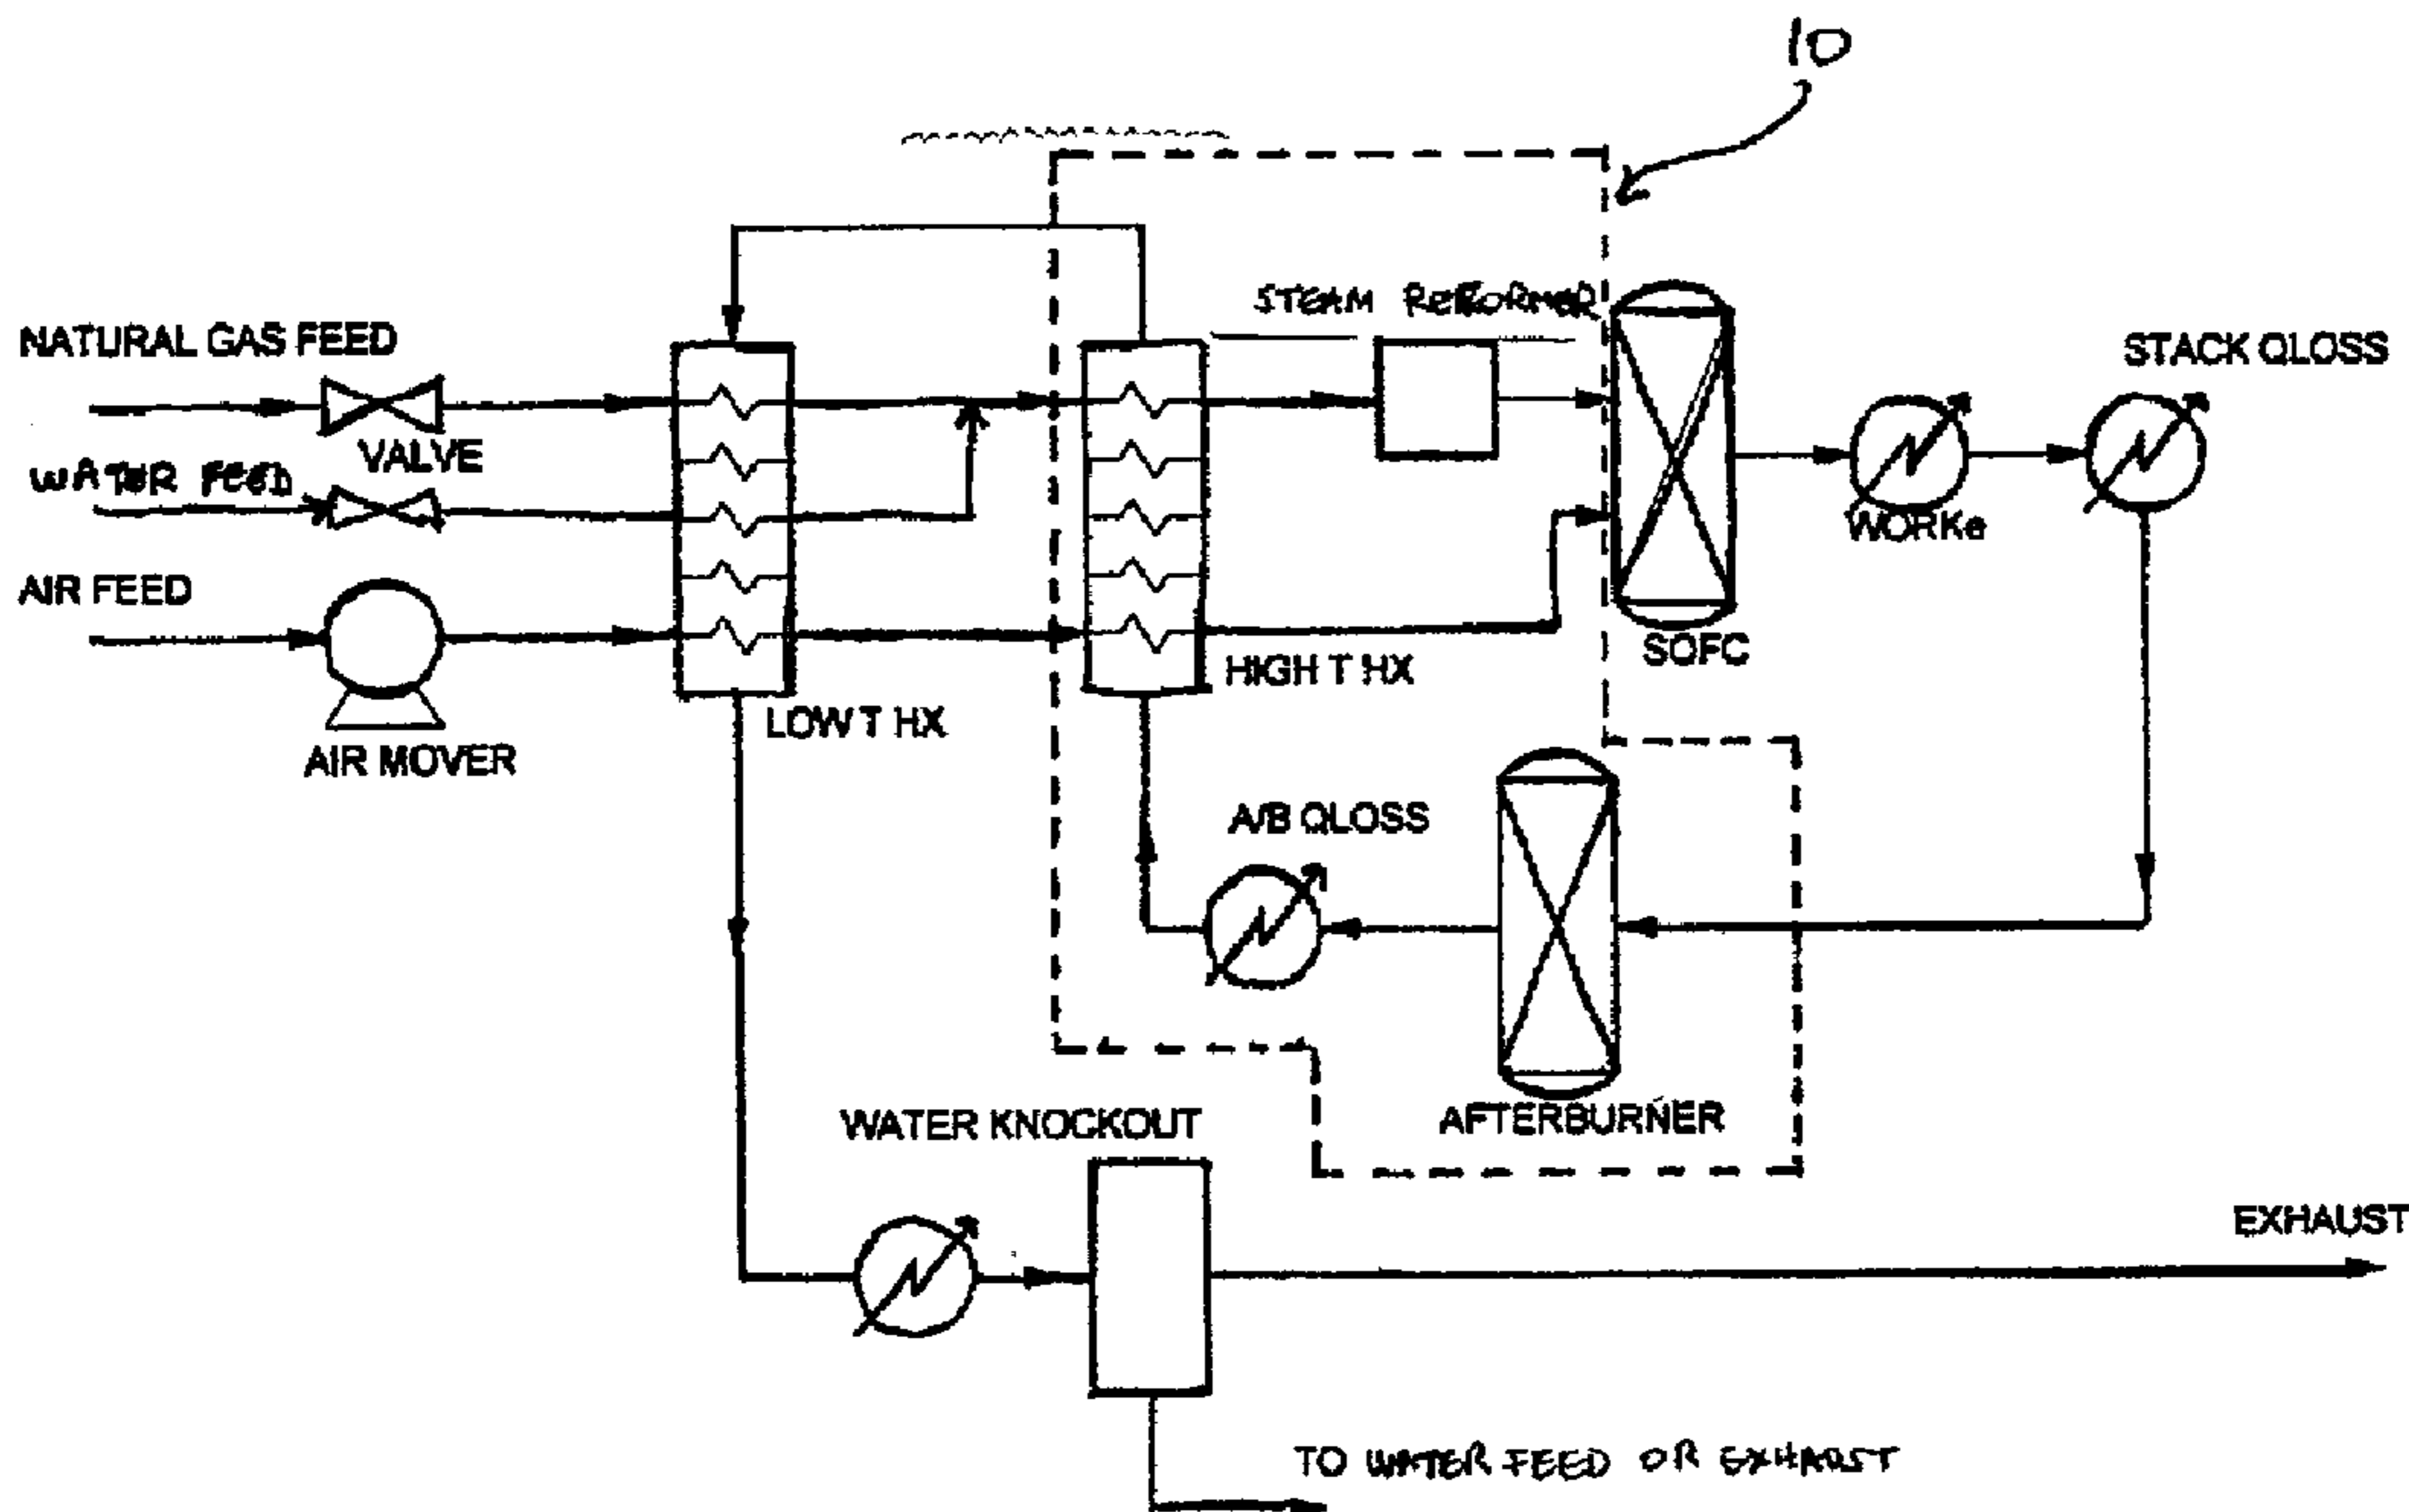 10
STEAM REFORMER
NATURAL GAS FEED
STACK QLOSS
VALVE
WATER FEED
WORKe
AIR FEED
SOFC
HIGH T HX
LOW T HX
AIR MOVER
A/B QLOSS
AFTERBURNER
WATER KNOCKOUT
EXHAUST
TO WATER FEED OR EXHAUST